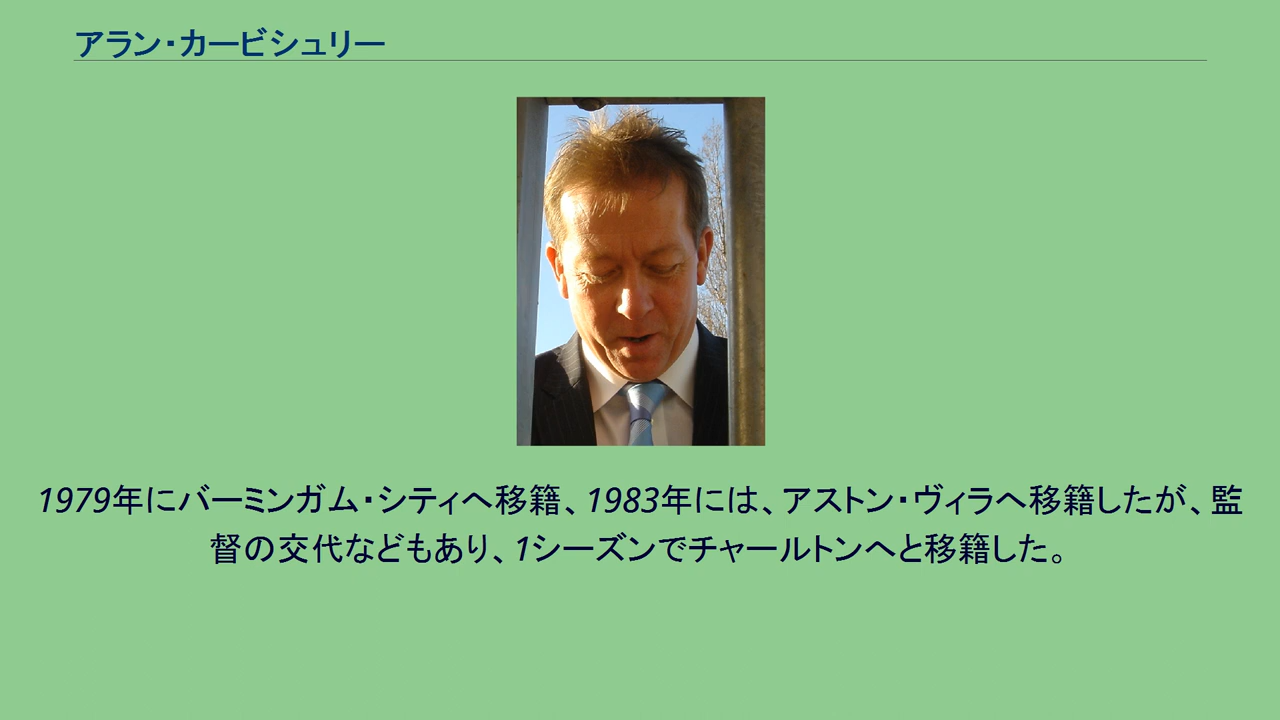 アラン・カービシュリー
1979年にバーミンガム・シティへ移籍、1983年には、アストン・ヴィラへ移籍したが、監
督の交代などもあり、1シーズンでチャールトンへと移籍した。